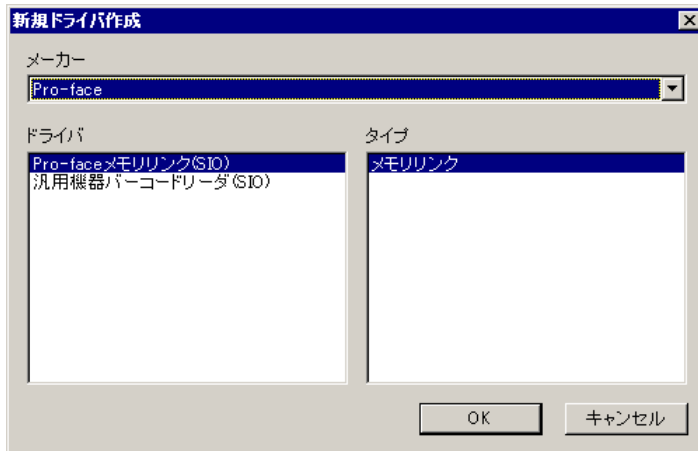 新規ドライバ作成
メーカー
Pro-face
ドライバ
タイプ
Pro-faceメモリリンク(SIO)
汎用機器バーコードリーダ(SIO)
メモリリンク
OK
キャンセル